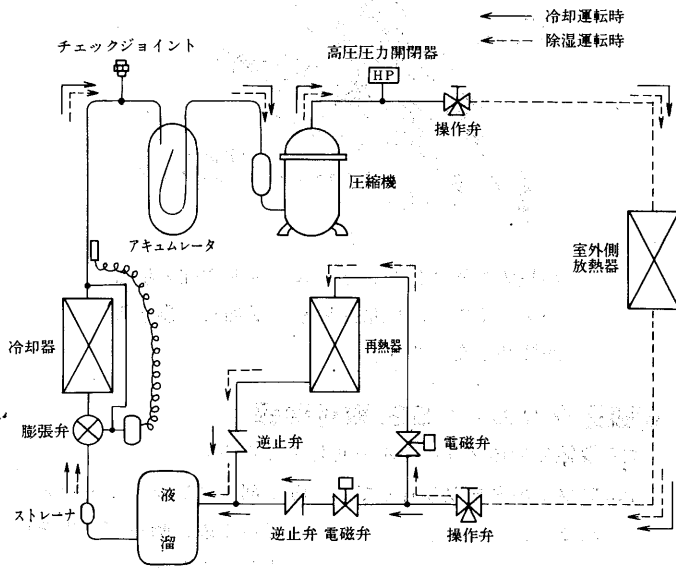 冷却運転時
除湿運転時
チェックジョイント
高圧圧力開閉器
HP
操作弁
圧縮機
アキュムレータ
室外側
放熱器
冷却器
再熱器
膨張弁
逆止弁
電磁弁
ストレーナ
液
溜
逆止弁
電磁弁
操作弁